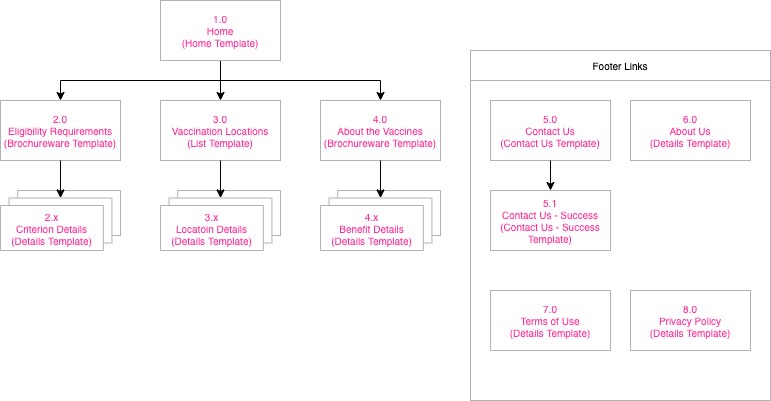 1.0
Home
(Home Template)
2.0
Eligibility Requirements
(Brochureware Template)
3.0
Vaccination Locations
(List Template)
4.0
About the Vaccines
(Brochureware Template)
2.x
Criterion Details
(Details Template)
3.x
Locatoin Details
(Details Template)
4.x
Benefit Details
(Details Template)
Footer Links
5.0
Contact Us
(Contact Us Template)
6.0
About Us
(Details Template)
5.1
Contact Us - Success
(Contact Us - Success
Template)
7.0
Terms of Use
(Details Template)
8.0
Privacy Policy
(Details Template)